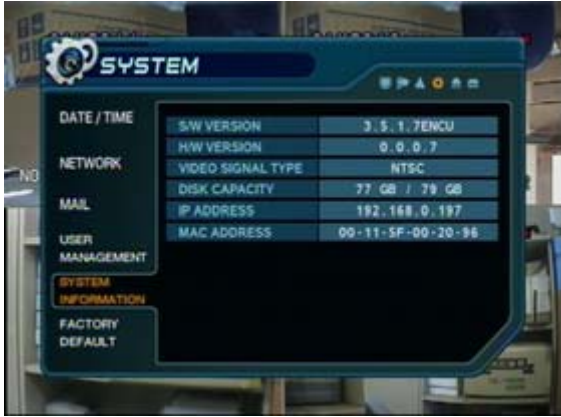 SYSTEM
DATE / TIME
NETWORK
MAIL
USER
MANAGEMENT
SYSTEM
INFORMATION
FACTORY
DEFAULT
S/W VERSION 3.5.1.7ENCU
H/W VERSION 0.0.0.7
VIDEO SIGNAL TYPE NTSC
DISK CAPACITY 77 GB / 79 GB
IP ADDRESS 192.168.0.197
MAC ADDRESS 00-11-5F-00-20-96
NO